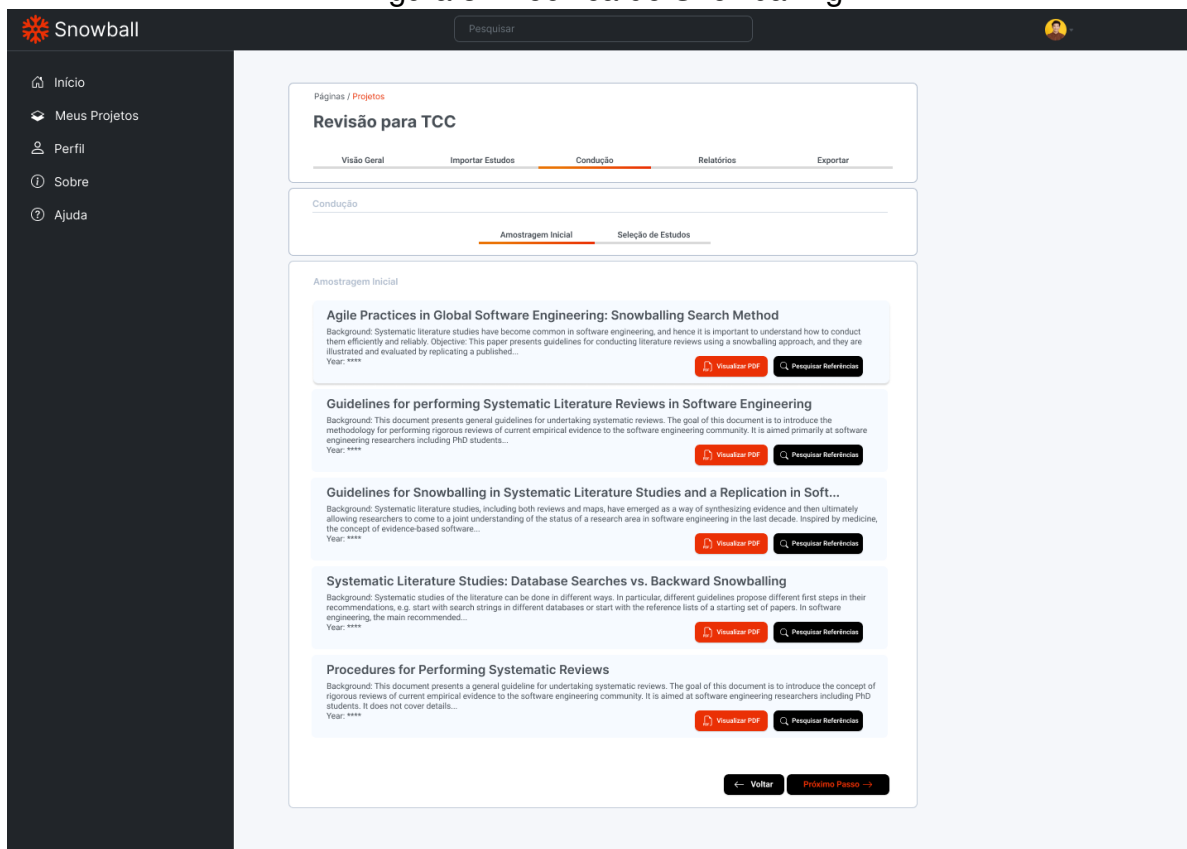 Snowball
Pesquisar
Início
Meus Projetos
Perfil
Sobre
Ajuda
Páginas / Projetos
Revisão para TCC
Visão Geral
Importar Estudos
Condução
Relatórios
Exportar
Condução
Amostragem Inicial
Seleção de Estudos
Amostragem Inicial
Agile Practices in Global Software Engineering: Snowballing Search Method
Background: Systematic literature studies have become common in software engineering, and hence it is important to understand how to conduct
them efficiently and reliably. Objective: This paper presents guidelines for conducting literature reviews using a snowballing approach, and they are
illustrated and evaluated by replicating a published...
Year: ****
Visualizar PDF
Pesquisar Referências
Guidelines for performing Systematic Literature Reviews in Software Engineering
Background: This document presents general guidelines for undertaking systematic reviews. The goal of this document is to introduce the
methodology for performing rigorous reviews of current empirical evidence to the software engineering community. It is aimed primarily at software
engineering researchers including PhD students...
Year: ****
Visualizar PDF
Pesquisar Referências
Guidelines for Snowballing in Systematic Literature Studies and a Replication in Soft...
Background: Systematic literature studies, including both reviews and maps, have emerged as a way of synthesizing evidence and then ultimately
allowing researchers to come to a joint understanding of the status of a research area in software engineering in the last decade. Inspired by medicine,
the concept of evidence-based software...
Year: ****
Visualizar PDF
Pesquisar Referências
Systematic Literature Studies: Database Searches vs. Backward Snowballing
Background: Systematic studies of the literature can be done in different ways. In particular, different guidelines propose different first steps in their
recommendations, e.g. start with search strings in different databases or start with the reference lists of a starting set of papers. In software
engineering, the main recommended...
Year: ****
Visualizar PDF
Pesquisar Referências
Procedures for Performing Systematic Reviews
Background: This document presents a general guideline for undertaking systematic reviews. The goal of this document is to introduce the concept of
rigorous reviews of current empirical evidence to the software engineering community. It is aimed at software engineering researchers including PhD
students. It does not cover details...
Year: ****
Visualizar PDF
Pesquisar Referências
← Voltar
Próximo Passo →